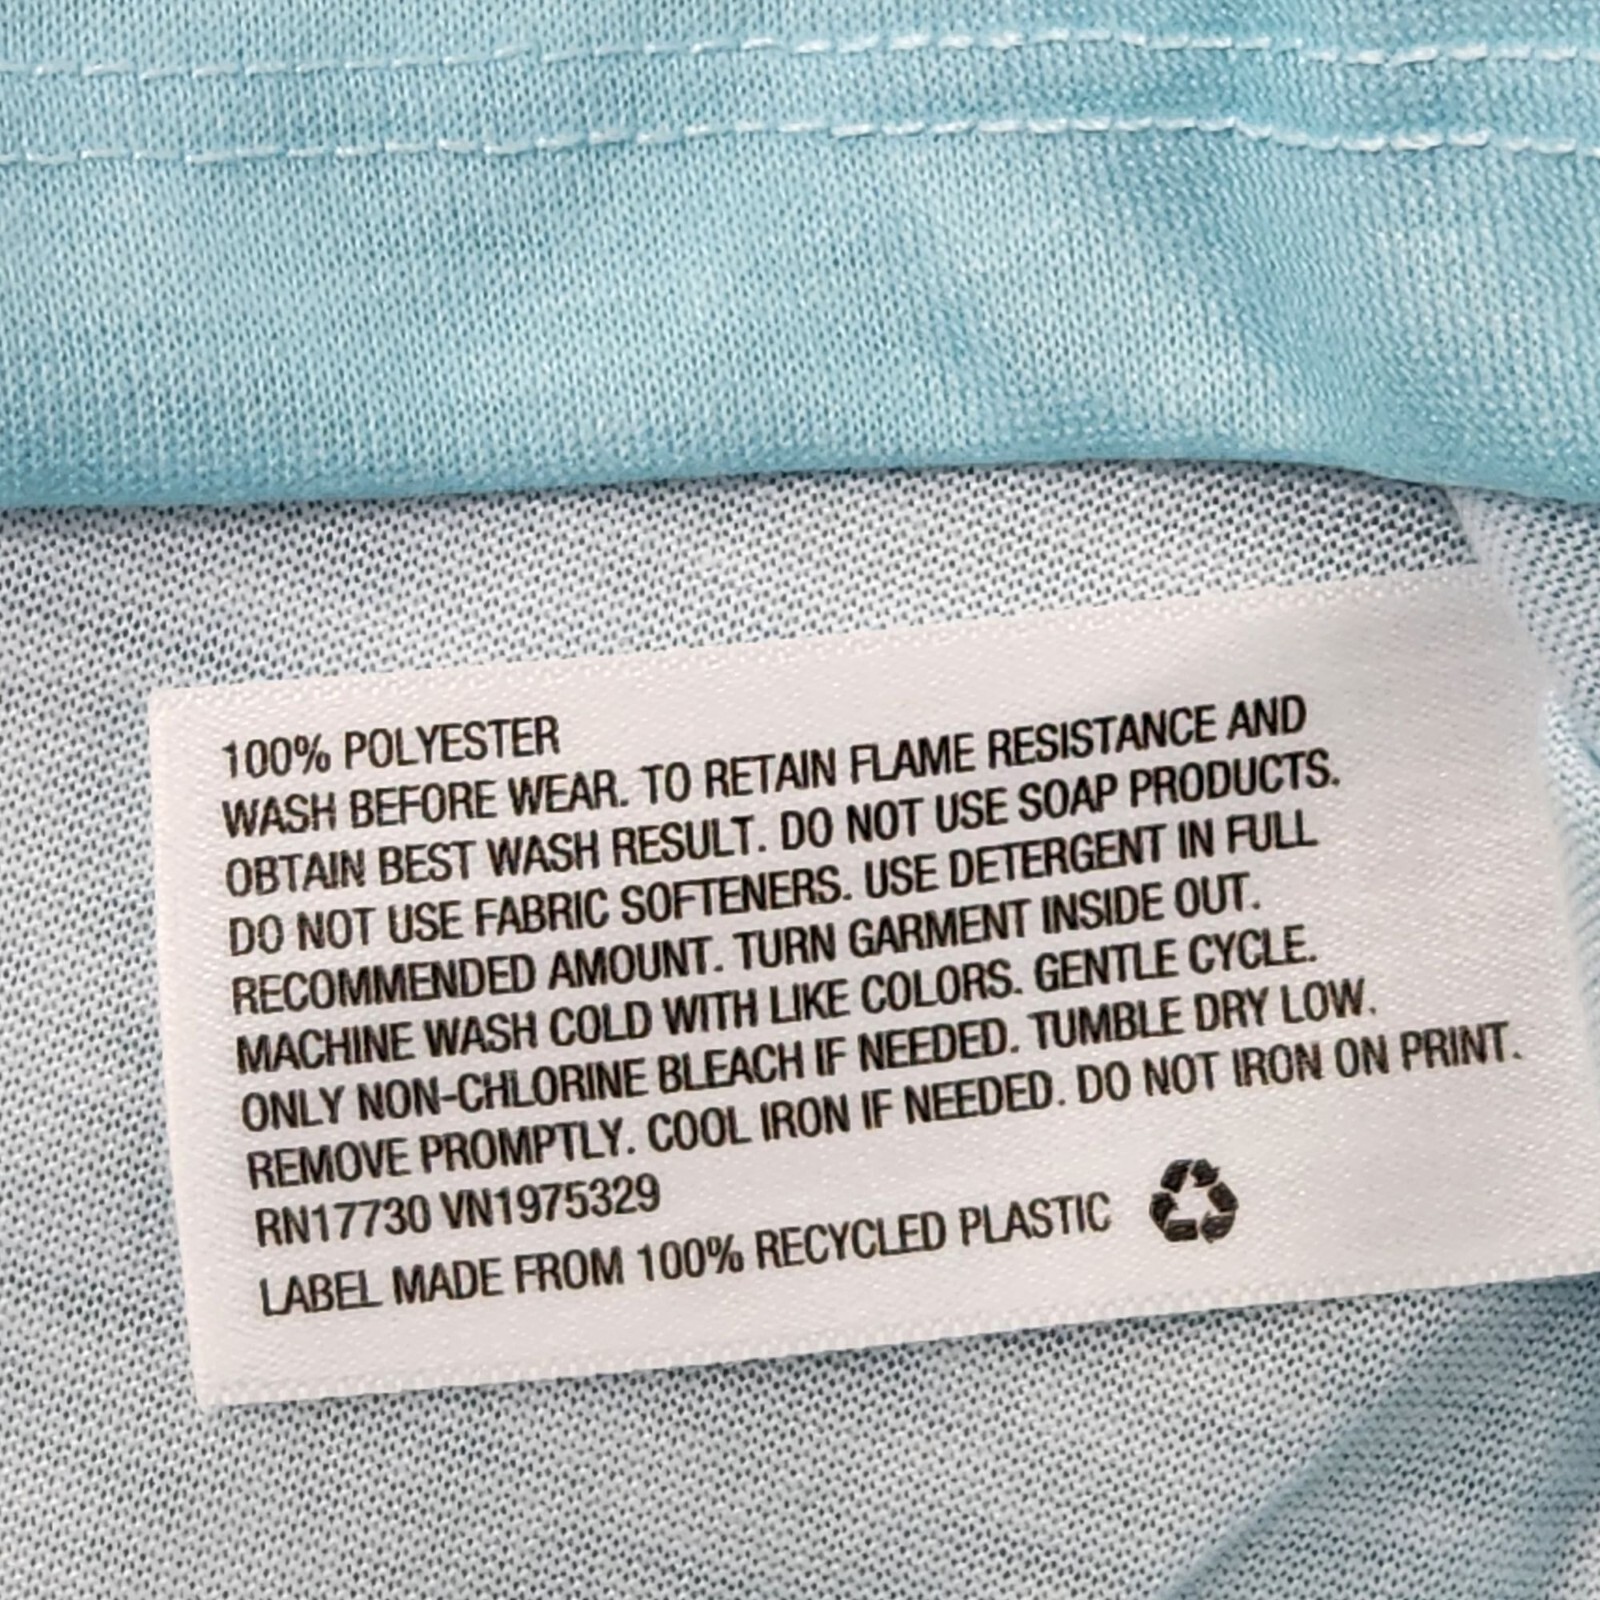 100% POLYESTER
WASH BEFORE WEAR. TO RETAIN FLAME RESISTANCE AND
OBTAIN BEST WASH RESULT. DO NOT USE SOAP PRODUCTS.
DO NOT USE FABRIC SOFTENERS. USE DETERGENT IN FULL
RECOMMENDED AMOUNT. TURN GARMENT INSIDE OUT.
MACHINE WASH COLD WITH LIKE COLORS. GENTLE CYCLE.
ONLY NON-CHLORINE BLEACH IF NEEDED. TUMBLE DRY LOW.
REMOVE PROMPTLY. COOL IRON IF NEEDED. DO NOT IRON ON PRINT.
RN17730 VN1975329
LABEL MADE FROM 100% RECYCLED PLASTIC